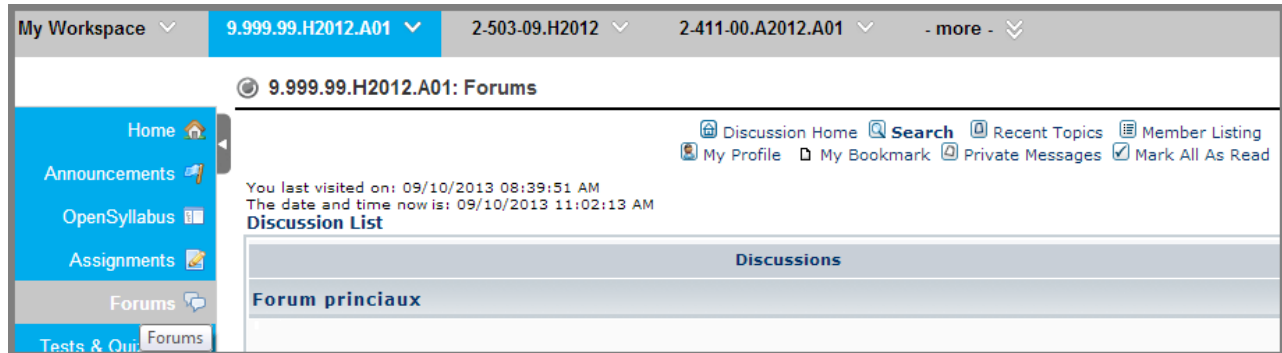 My Workspace 9.999.99.H2012.A01 2-503-09.H2012 2-411-00.A2012.A01 - more -
9.999.99.H2012.A01: Forums
Home
Announcements
OpenSyllabus
Assignments
Forums
Tests &
Forums
Discussion Home Search Recent Topics Member Listing
My Profile My Bookmark Private Messages Mark All As Read
You last visited on: 09/10/2013 08:39:51 AM
The date and time now is: 09/10/2013 11:02:13 AM
Discussion List
Discussions
Forum princiaux